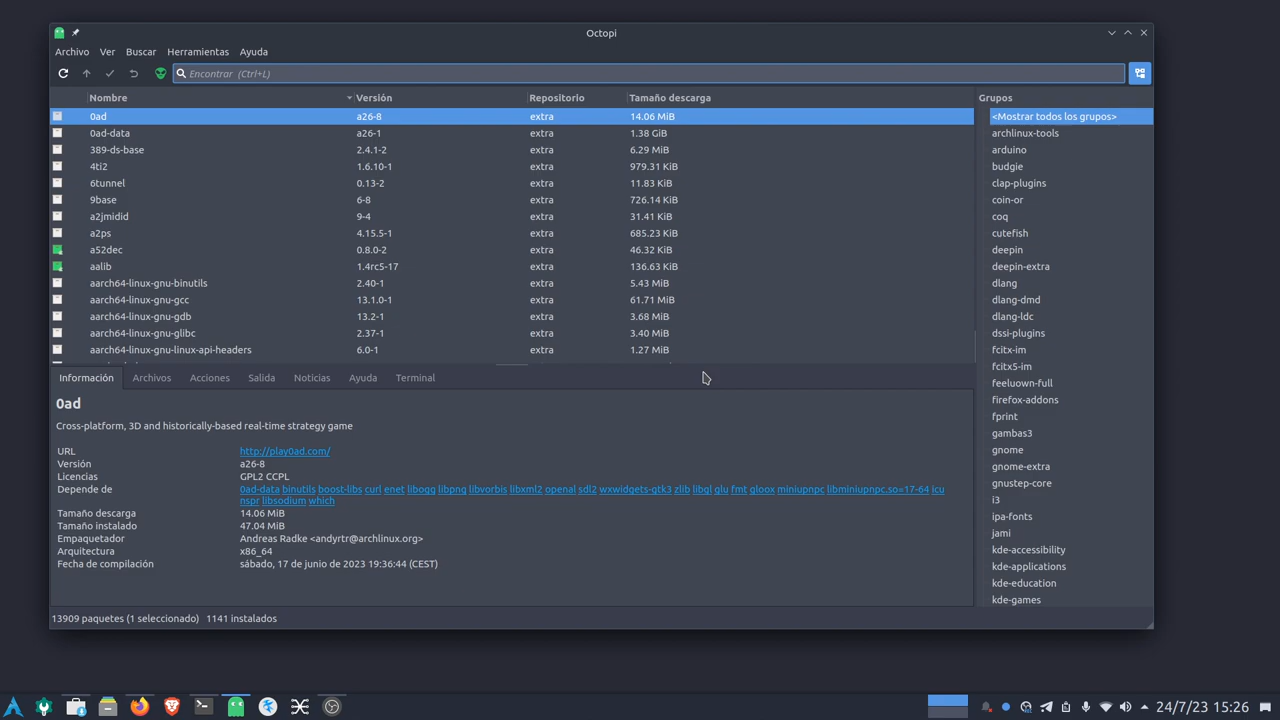 Octopi
Archivo Ver Buscar Herramientas Ayuda
Encontrar (Ctrl+L)
Nombre Versión Repositorio Tamaño descarga
0ad a26-8 extra 14.06 MiB
0ad-data a26-1 extra 1.38 GiB
389-ds-base 2.4.1-2 extra 6.29 MiB
4ti2 1.6.10-1 extra 979.31 KiB
6tunnel 0.13-2 extra 11.83 KiB
9base 6-8 extra 726.14 KiB
a2jmidid 9-4 extra 31.41 KiB
a2ps 4.15.5-1 extra 685.23 KiB
a52dec 0.8.0-2 extra 46.32 KiB
aalib 1.4rc5-17 extra 136.63 KiB
aarch64-linux-gnu-binutils 2.40-1 extra 5.43 MiB
aarch64-linux-gnu-gcc 13.1.0-1 extra 61.71 MiB
aarch64-linux-gnu-gdb 13.2-1 extra 3.68 MiB
aarch64-linux-gnu-glibc 2.37-1 extra 3.40 MiB
aarch64-linux-gnu-linux-api-headers 6.0-1 extra 1.27 MiB
Grupos
<Mostrar todos los grupos>
archlinux-tools
arduino
budgie
clap-plugins
coin-or
coq
cutefish
deepin
deepin-extra
dlang
dlang-dmd
dlang-ldc
dssi-plugins
fcitx-im
fcitx5-im
feeluown-full
firefox-addons
fprint
gambas3
gnome
gnome-extra
gnustep-core
i3
ipa-fonts
jami
kde-accessibility
kde-applications
kde-education
kde-games
Información Archivos Acciones Salida Noticias Ayuda Terminal
0ad
Cross-platform, 3D and historically-based real-time strategy game
URL http://play0ad.com/
Versión a26-8
Licencias GPL2 CCPL
Depende de 0ad-data binutils boost-libs curl enet libogg libpng libvorbis libxml2 openal sdl2 wxwidgets-gtk3 zlib libgl glu fmt gloox miniupnpc libminiupnpc.so=17-64 icu
nspr libsodium which
Tamaño descarga 14.06 MiB
Tamaño instalado 47.04 MiB
Empaquetador Andreas Radke <andyrtr@archlinux.org>
Arquitectura x86_64
Fecha de compilación sábado, 17 de junio de 2023 19:36:44 (CEST)
13909 paquetes (1 seleccionado) 1141 instalados
24/7/23 15:26